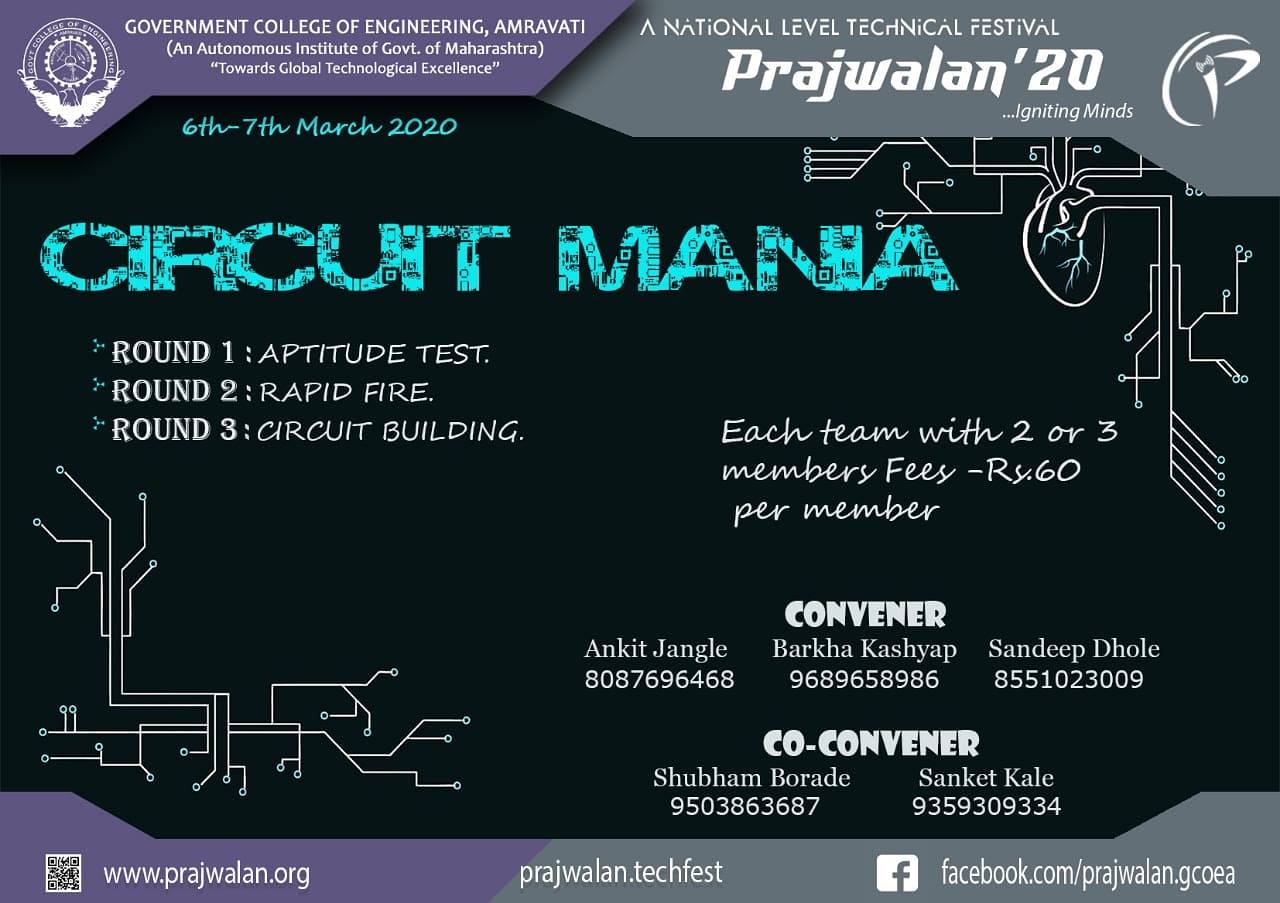 GOVERNMENT COLLEGE OF ENGINEERING, AMRAVATI
(An Autonomous Institute of Govt. of Maharashtra)
“Towards Global Technological Excellence”
A NATIONAL LEVEL TECHNICAL FESTIVAL
Prajwalan'20
...Igniting Minds
6th-7th March 2020
CIRCUIT MANIA
ROUND 1 : APTITUDE TEST.
ROUND 2 : RAPID FIRE.
ROUND 3 : CIRCUIT BUILDING.
Each team with 2 or 3
members Fees -Rs.60
per member
CONVENER
Ankit Jangle Barkha Kashyap Sandeep Dhole
8087696468 9689658986 8551023009
CO-CONVENER
Shubham Borade Sanket Kale
9503863687 9359309334
www.prajwalan.org prajwalan.techfest facebook.com/prajwalan.gcoea